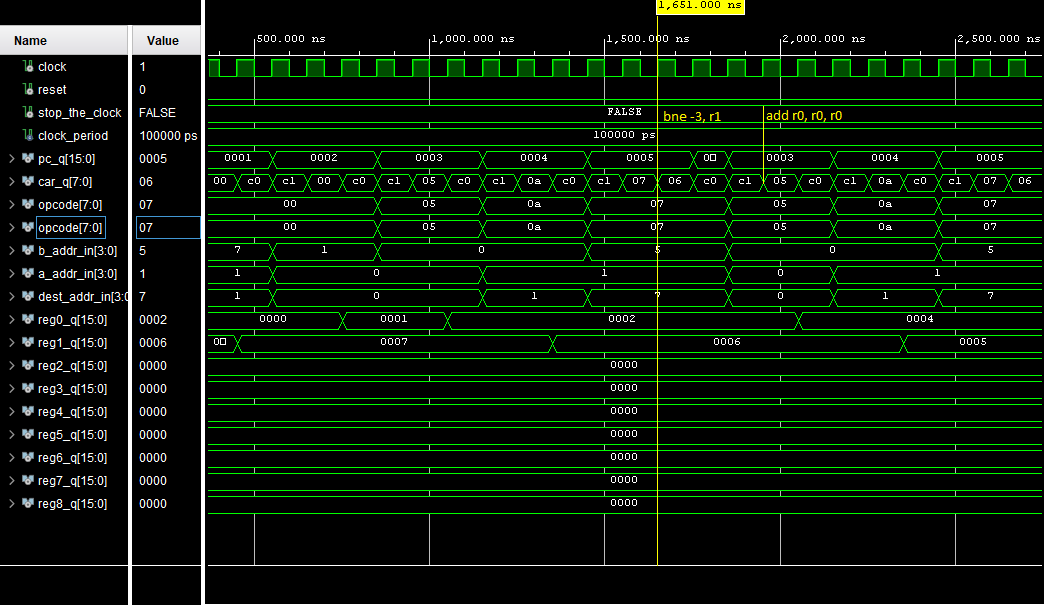 1,651.000 ns
Name Value
500.000 ns 1,000.000 ns 1,500.000 ns 2,000.000 ns 2,500.000 ns
clock 1
reset 0
stop_the_clock FALSE FALSE bne -3, r1 add r0, r0, r0
clock_period 100000 ps 100000 ps
pc_q[15:0] 0005 0001 0002 0003 0004 0005 00 0003 0004 0005
car_q[7:0] 06 00 c0 c1 00 c0 c1 05 c0 c1 0a c0 c1 07 06 c0 c1 05 c0 c1 0a c0 c1 07 06
opcode[7:0] 07 00 05 0a 07 05 0a 07
opcode[7:0] 07 00 05 0a 07 05 0a 07
b_addr_in[3:0] 5 7 1 0 5 0 5
a_addr_in[3:0] 1 1 0 1 0 1
dest_addr_in[3:0 7 1 0 1 7 0 1 7
reg0_q[15:0] 0002 0000 0001 0002 0004
reg1_q[15:0] 0006 00 0007 0006 0005
reg2_q[15:0] 0000 0000
reg3_q[15:0] 0000 0000
reg4_q[15:0] 0000 0000
reg5_q[15:0] 0000 0000
reg6_q[15:0] 0000 0000
reg7_q[15:0] 0000 0000
reg8_q[15:0] 0000 0000